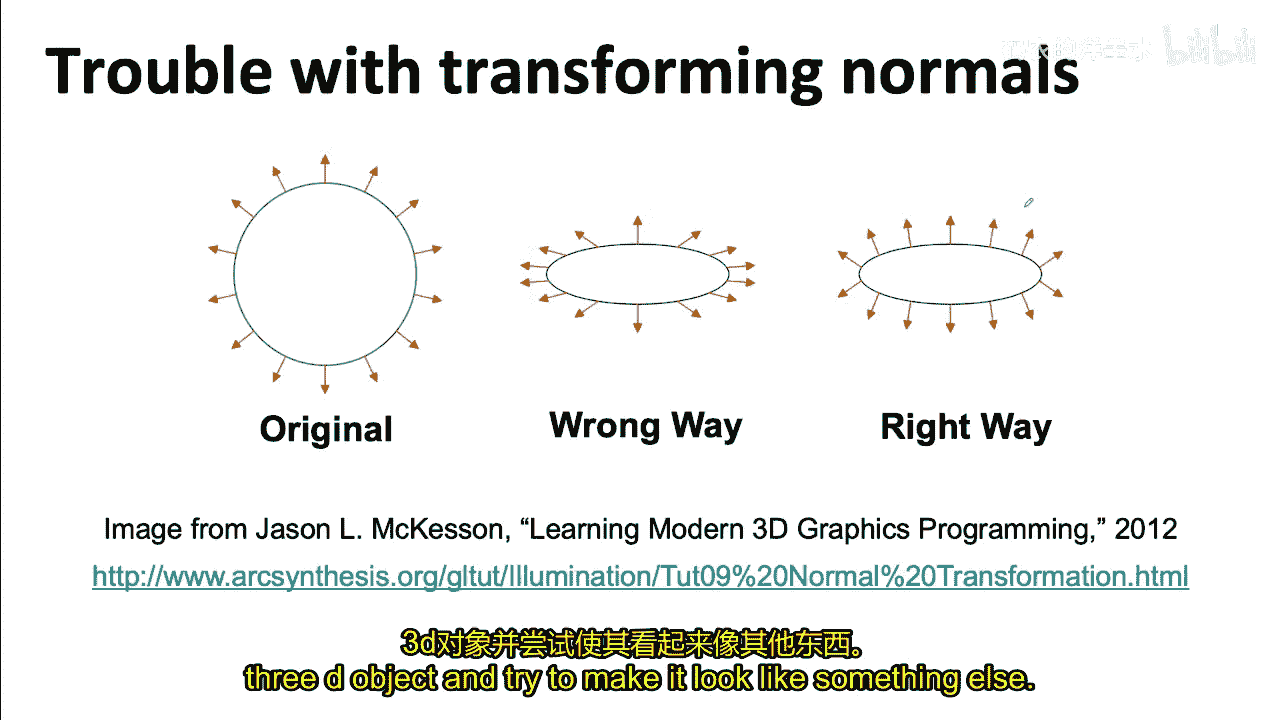 Trouble with transforming normals
bilibili
Original
Wrong Way
Right Way
Image from Jason L. McKesson, “Learning Modern 3D Graphics Programming,” 2012
http://www.arcsynthesis.org/gltut/Illumination/Tut09%20Normal%20Transformation.html
3d对象并尝试使其看起来像其他东西。
three d object and try to make it look like something else.